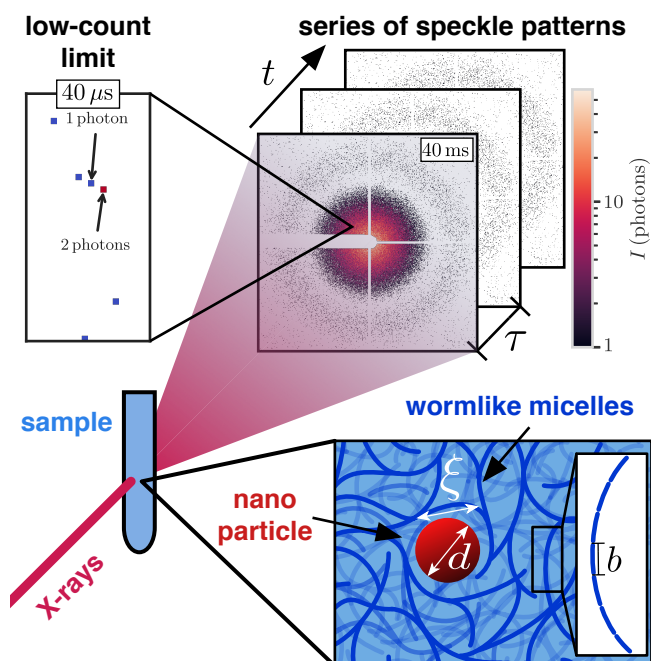 low-count
limit
series of speckle patterns
40 μs
1 photon
2 photons
t
40 ms
τ
10
1
I (photons)
sample
X-rays
wormlike micelles
nano
particle
ξ
d
b